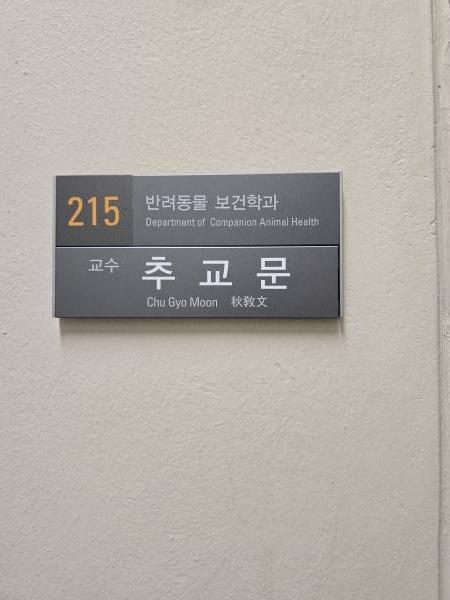 215
반려동물 보건학과
Department of Companion Animal Health
교수 추교문
Chu Gyo Moon 秋敎文